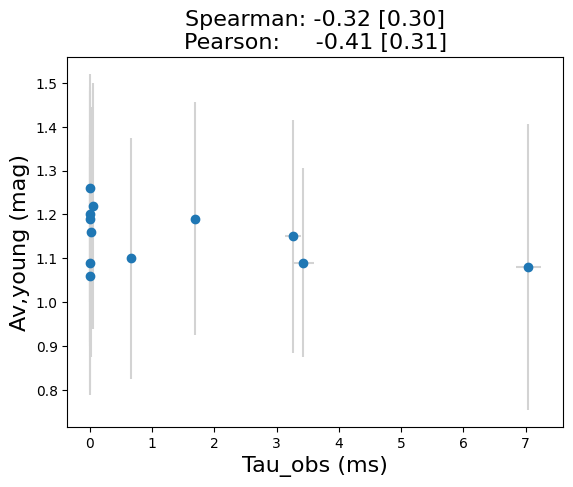 Spearman: -0.32 [0.30]
Pearson: -0.41 [0.31]
Av,young (mag)
1.5
1.4
1.3
1.2
1.1
1.0
0.9
0.8
0 1 2 3 4 5 6 7
Tau_obs (ms)